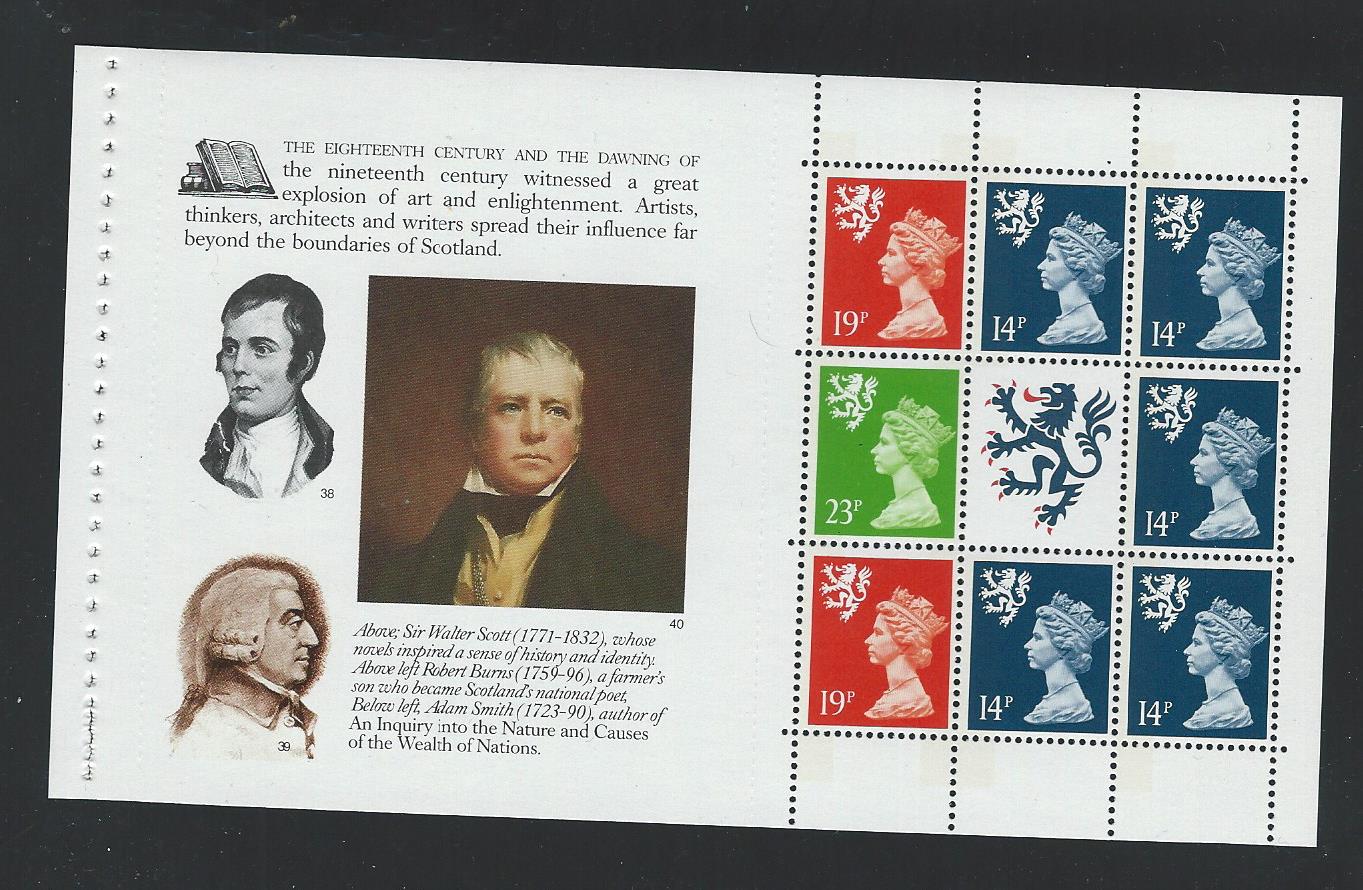 THE EIGHTEENTH CENTURY AND THE DAWNING OF
the nineteenth century witnessed a great
explosion of art and enlightenment. Artists,
thinkers, architects and writers spread their influence far
beyond the boundaries of Scotland.
38
40
39
Above; Sir Walter Scott (1771–1832), whose
novels inspired a sense of history and identity.
Above left Robert Burns (1759–96), a farmer's
son who became Scotland's national poet,
Below left, Adam Smith (1723–90), author of
An Inquiry into the Nature and Causes
of the Wealth of Nations.
19P
14P
14P
23P
14P
19P
14P
14P